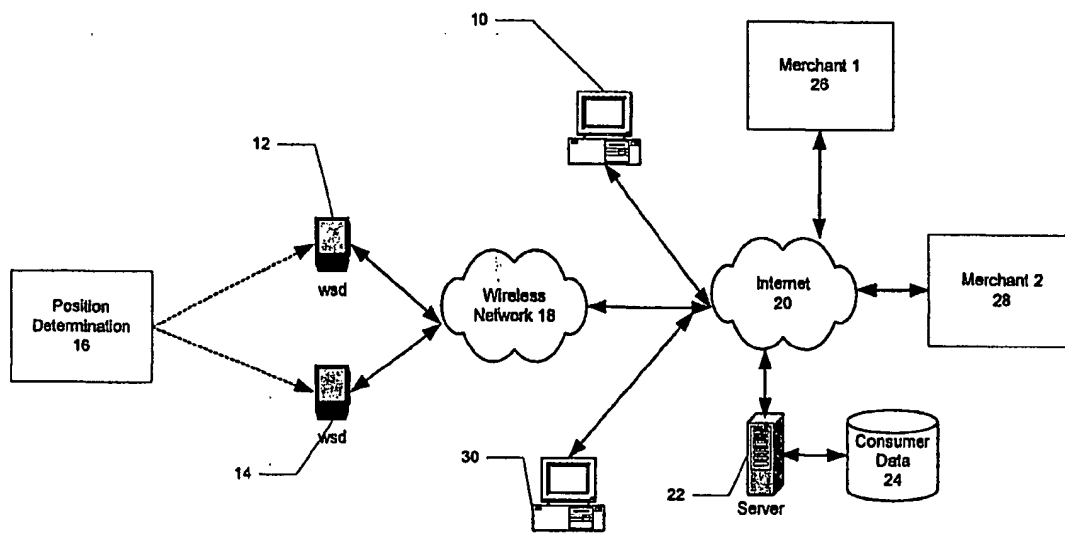 10
Merchant 1
26
12
wsd
Position
Determination
16
Wireless
Network 18
Internet
20
Merchant 2
28
wsd
14
30
22
Server
Consumer
Data
24